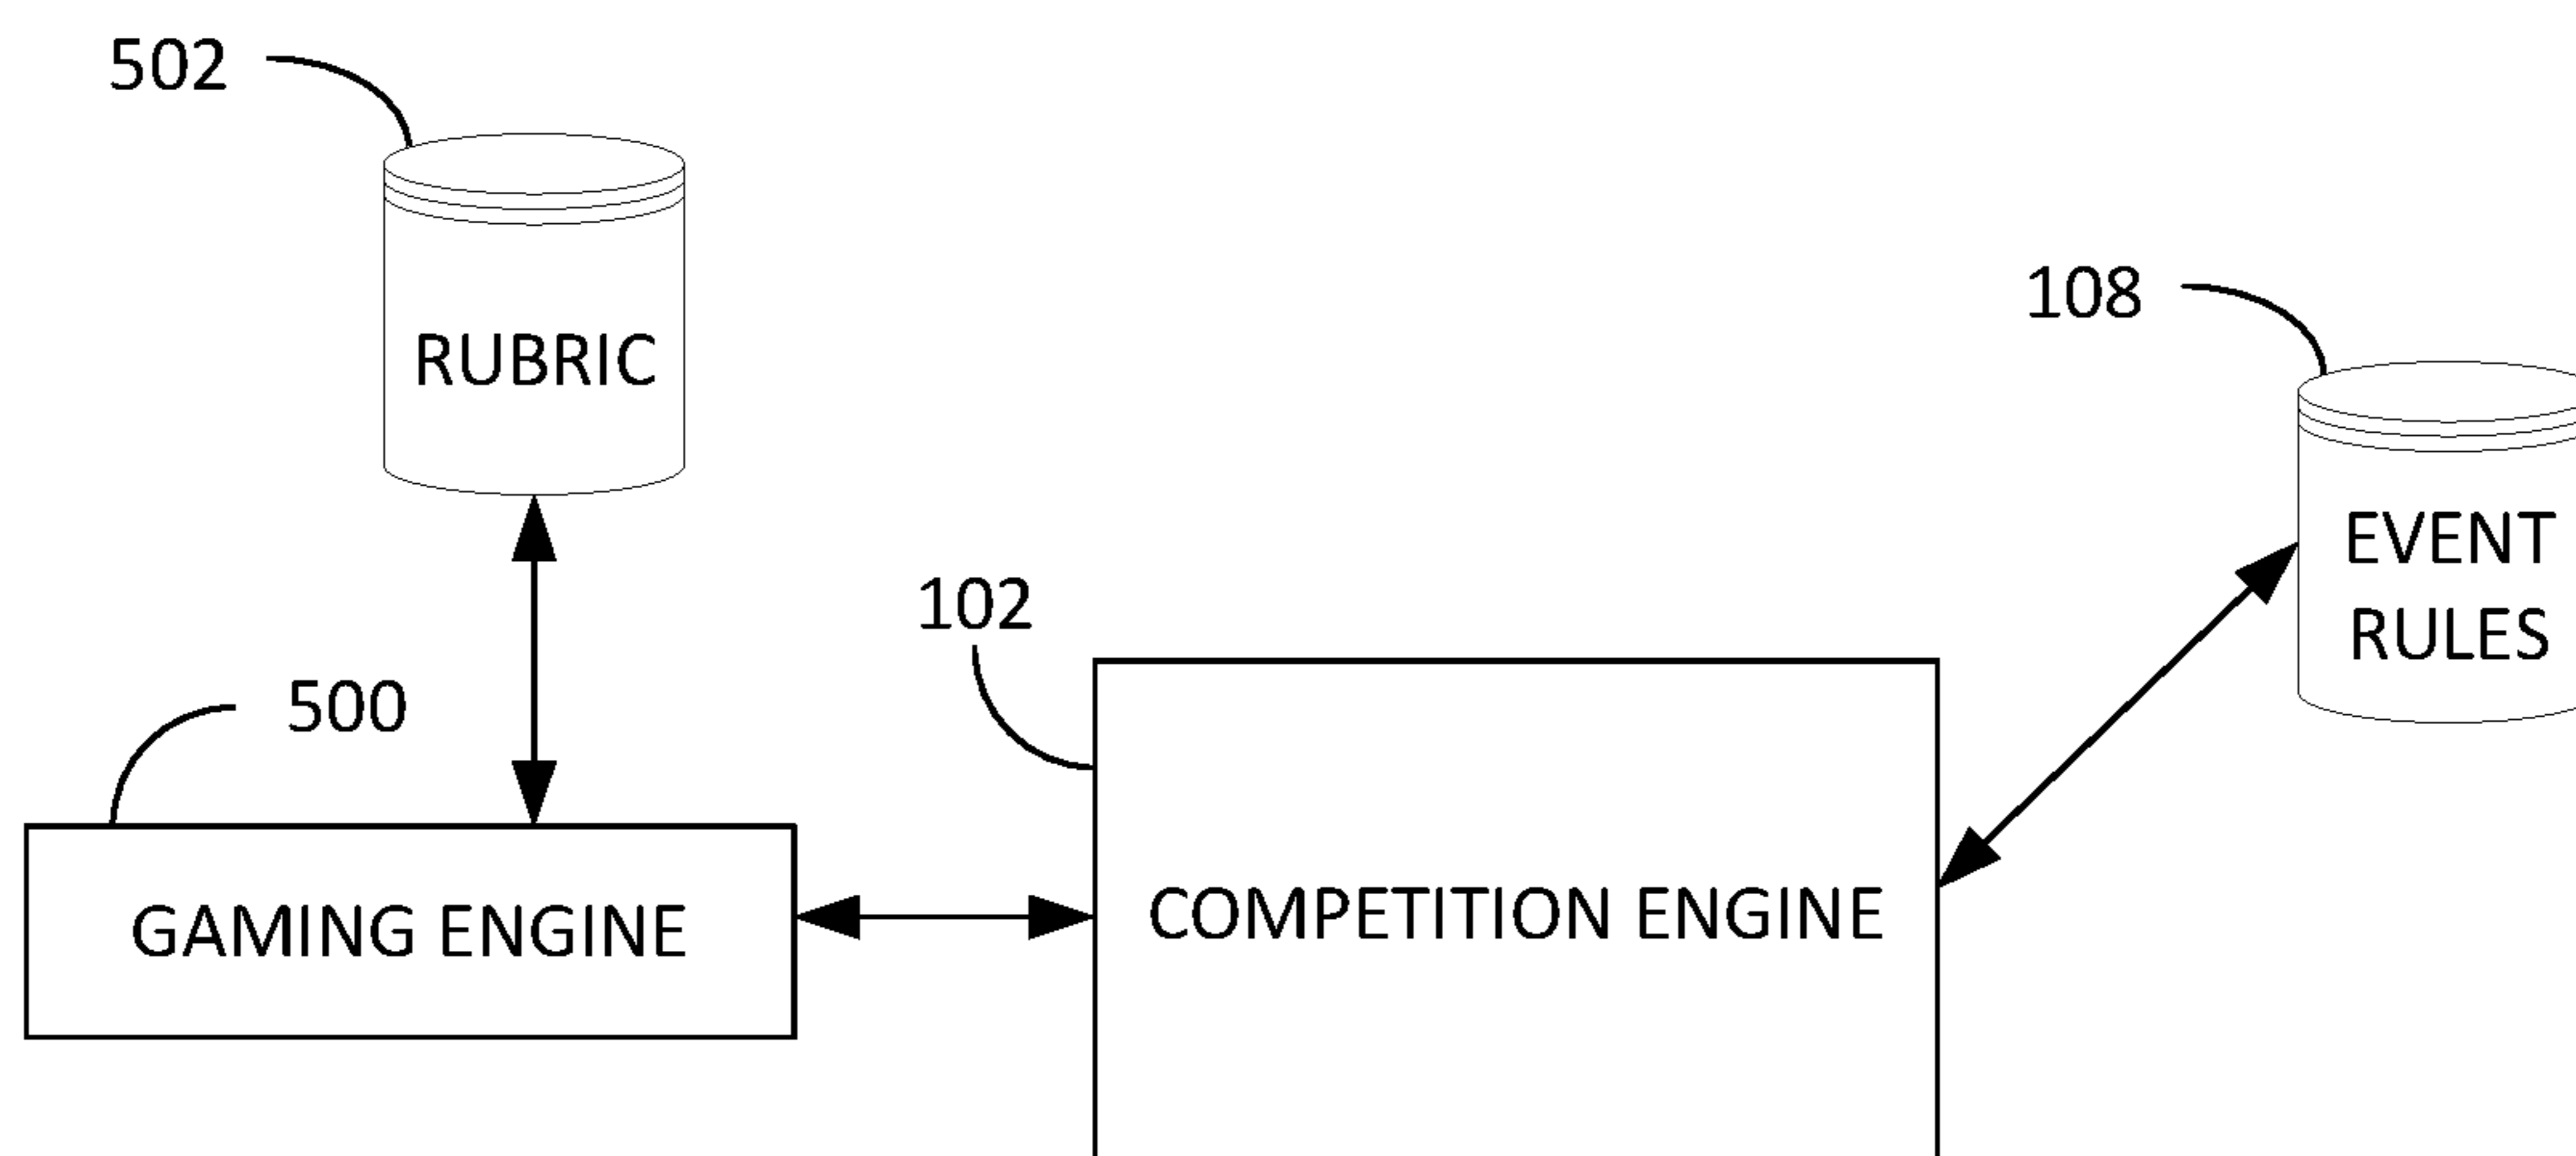 502
RUBRIC
108
EVENT
RULES
102
500
GAMING ENGINE
COMPETITION ENGINE